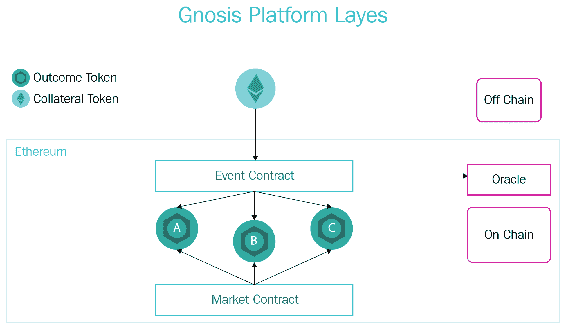 Gnosis Platform Layes
Outcome Token
Collateral Token
Off Chain
Ethereum
Event Contract
Oracle
A
B
C
On Chain
Market Contract